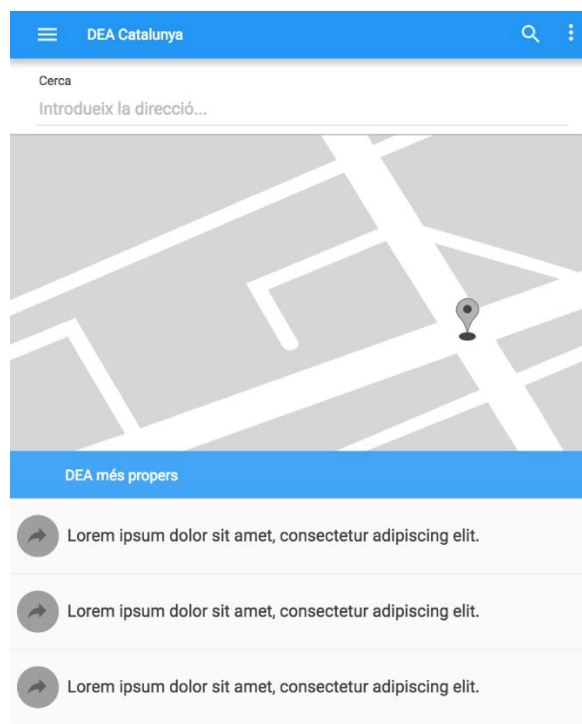 DEA Catalunya
Cerca
Introdueix la direcció...
DEA més propers
Lorem ipsum dolor sit amet, consectetur adipiscing elit.
Lorem ipsum dolor sit amet, consectetur adipiscing elit.
Lorem ipsum dolor sit amet, consectetur adipiscing elit.